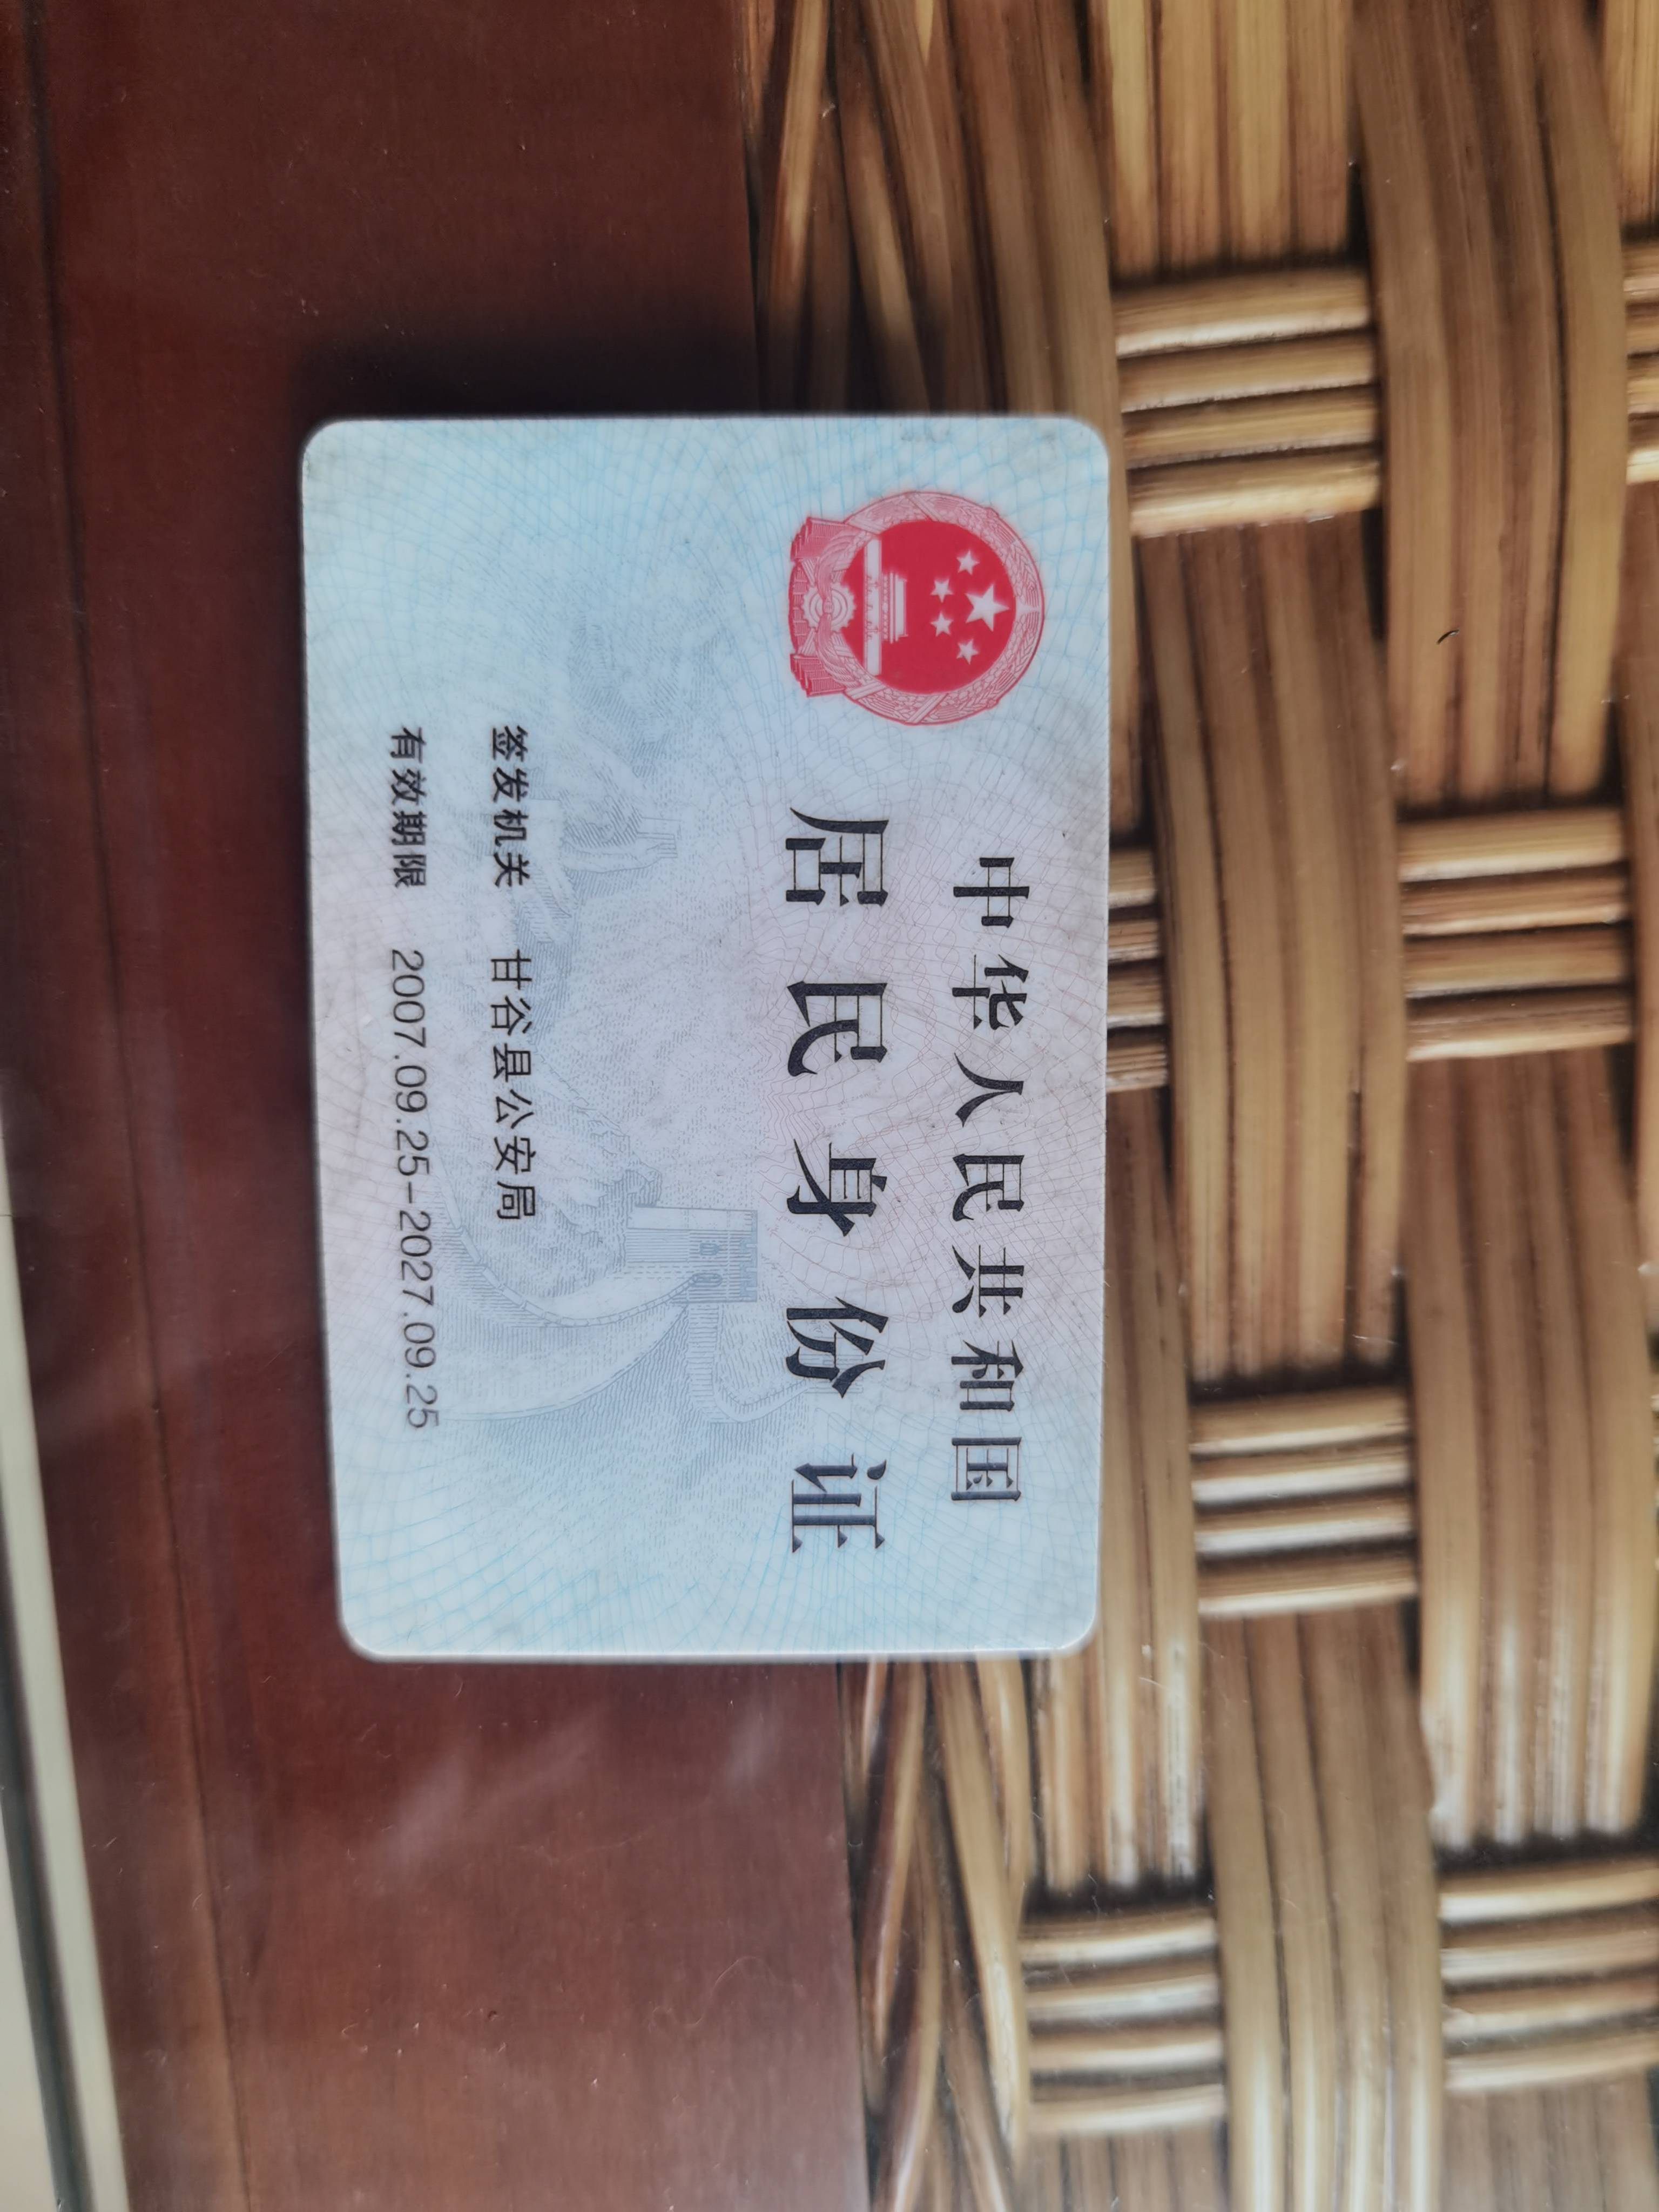 中华人民共和国
居民身份证
签发机关 甘谷县公安局
有效期限 2007.09.25-2027.09.25